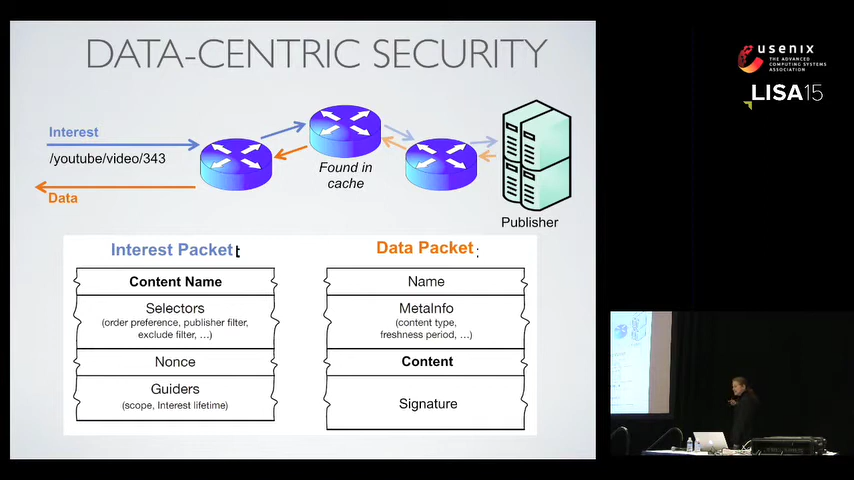 DATA-CENTRIC SECURITY
usenix
THE ADVANCED
COMPUTING SYSTEMS
ASSOCIATION
LISA15
Interest
/youtube/video/343
Found in
cache
Data
Publisher
Interest Packet
Data Packet
Content Name
Name
Selectors
(order preference, publisher filter,
exclude filter, ...)
MetaInfo
(content type,
freshness period, ...)
Nonce
Content
Guiders
(scope, Interest lifetime)
Signature